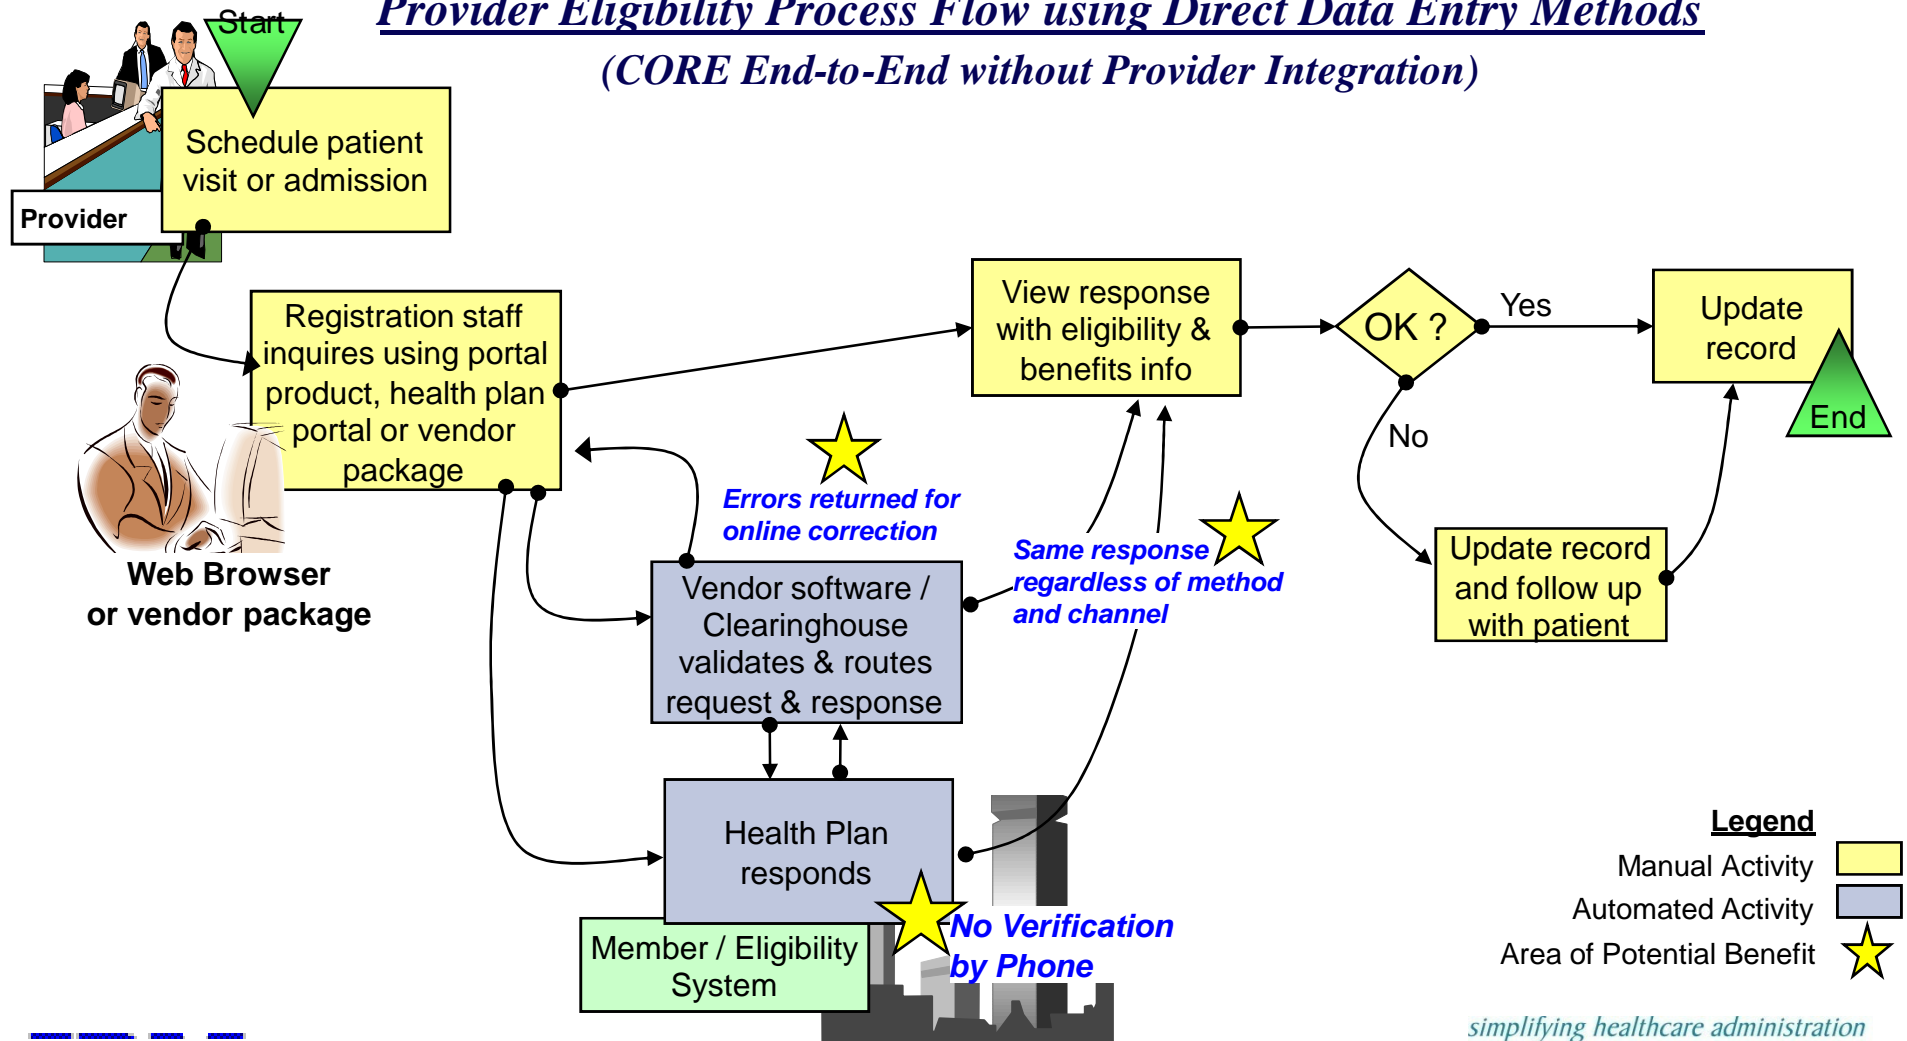 Provider Eligibility Process Flow using Direct Data Entry Methods
(CORE End-to-End without Provider Integration)
Start
Schedule patient
visit or admission
Provider
Registration staff
inquires using portal
product, health plan
portal or vendor
package
Web Browser
or vendor package
View response
with eligibility &
benefits info
OK ?
Yes
Update
record
End
No
Update record
and follow up
with patient
Errors returned for
online correction
Same response
regardless of method
and channel
Vendor software /
Clearinghouse
validates & routes
request & response
Health Plan
responds
No Verification
by Phone
Member / Eligibility
System
Legend
Manual Activity
Automated Activity
Area of Potential Benefit
simplifying healthcare administration